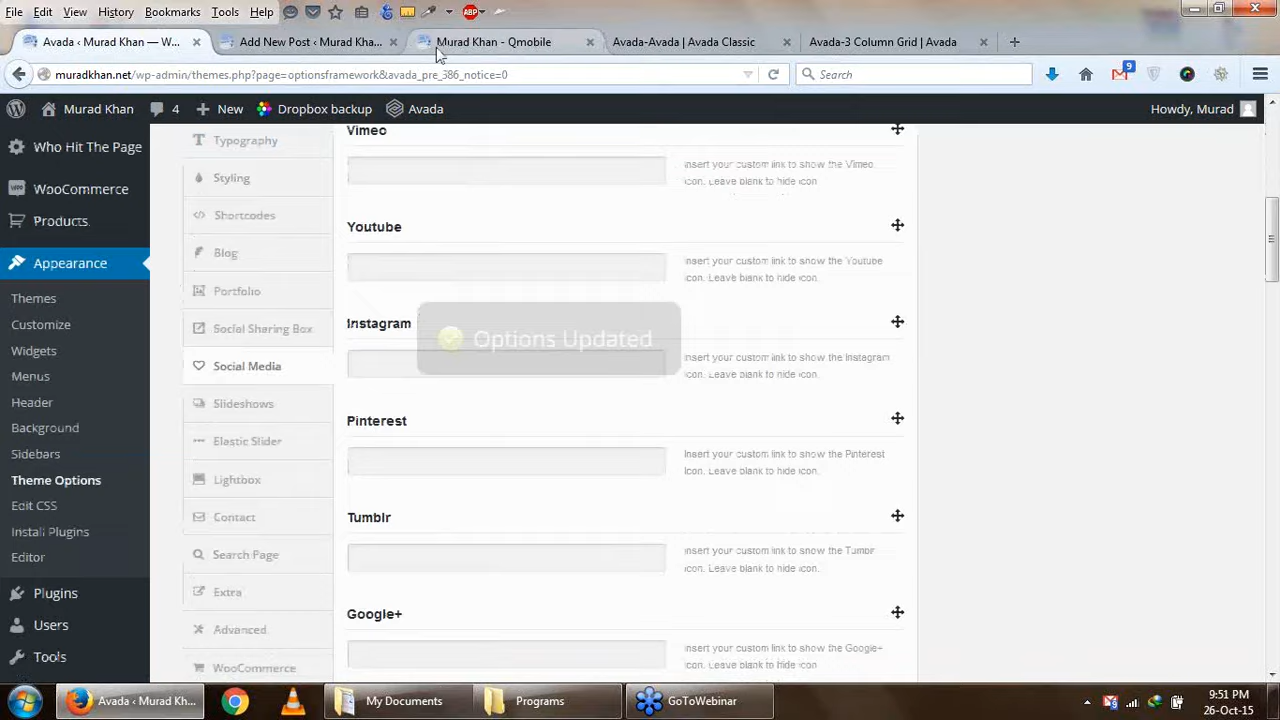 File Edit View History Bookmarks Tools Help ABP
Avada ‹ Murad Khan — W... Add New Post ‹ Murad Kha... Murad Khan - Qmobile Avada-Avada | Avada Classic Avada-3 Column Grid | Avada
muradkhan.net/wp-admin/themes.php?page=optionsframework&avada_pre_386_notice=0 Search 9
Murad Khan 4 New Dropbox backup Avada Howdy, Murad
Who Hit The Page
WooCommerce
Products
Appearance
Themes
Customize
Widgets
Menus
Header
Background
Sidebars
Theme Options
Edit CSS
Install Plugins
Editor
Plugins
Users
Tools
Typography
Styling
Shortcodes
Blog
Portfolio
Social Sharing Box
Social Media
Slideshows
Elastic Slider
Lightbox
Contact
Search Page
Extra
Advanced
WooCommerce
Vimeo
Insert your custom link to show the Vimeo
icon. Leave blank to hide icon
Youtube
Insert your custom link to show the Youtube
icon. Leave blank to hide icon.
Instagram
Insert your custom link to show the Instagram
icon. Leave blank to hide icon.
Options Updated
Pinterest
Insert your custom link to show the Pinterest
icon. Leave blank to hide icon.
Tumblr
Insert your custom link to show the Tumblr
icon. Leave blank to hide icon.
Google+
Insert your custom link to show the Google+
icon. Leave blank to hide icon
Avada ‹ Murad Kh... My Documents Programs GoToWebinar
9:51 PM
26-Oct-15